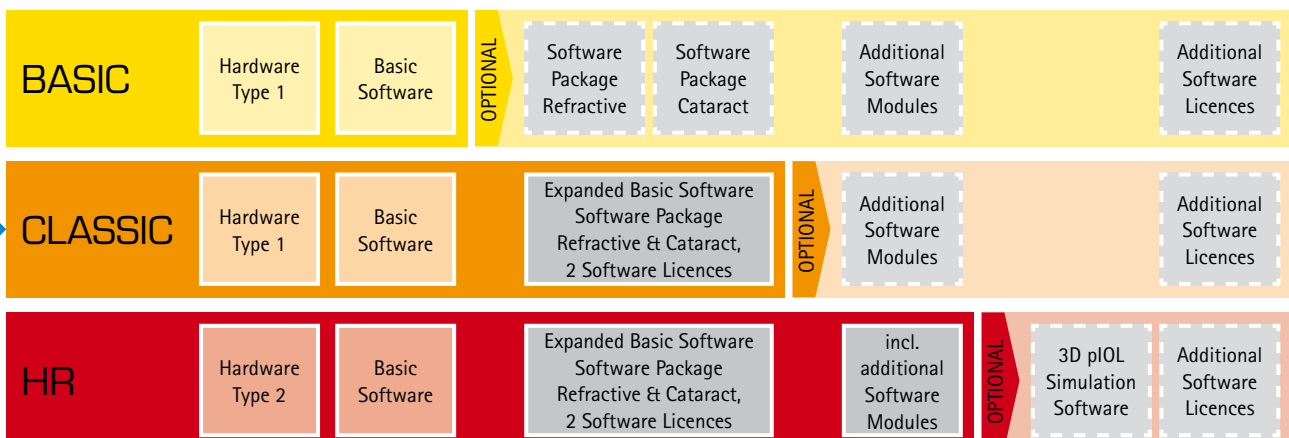 BASIC
Hardware
Type 1
Basic
Software
OPTIONAL
Software
Package
Refractive
Software
Package
Cataract
Additional
Software
Modules
Additional
Software
Licences
CLASSIC
Hardware
Type 1
Basic
Software
Expanded Basic Software
Software Package
Refractive & Cataract,
2 Software Licences
OPTIONAL
Additional
Software
Modules
Additional
Software
Licences
HR
Hardware
Type 2
Basic
Software
Expanded Basic Software
Software Package
Refractive & Cataract,
2 Software Licences
incl.
additional
Software
Modules
OPTIONAL
3D pIOL
Simulation
Software
Additional
Software
Licences